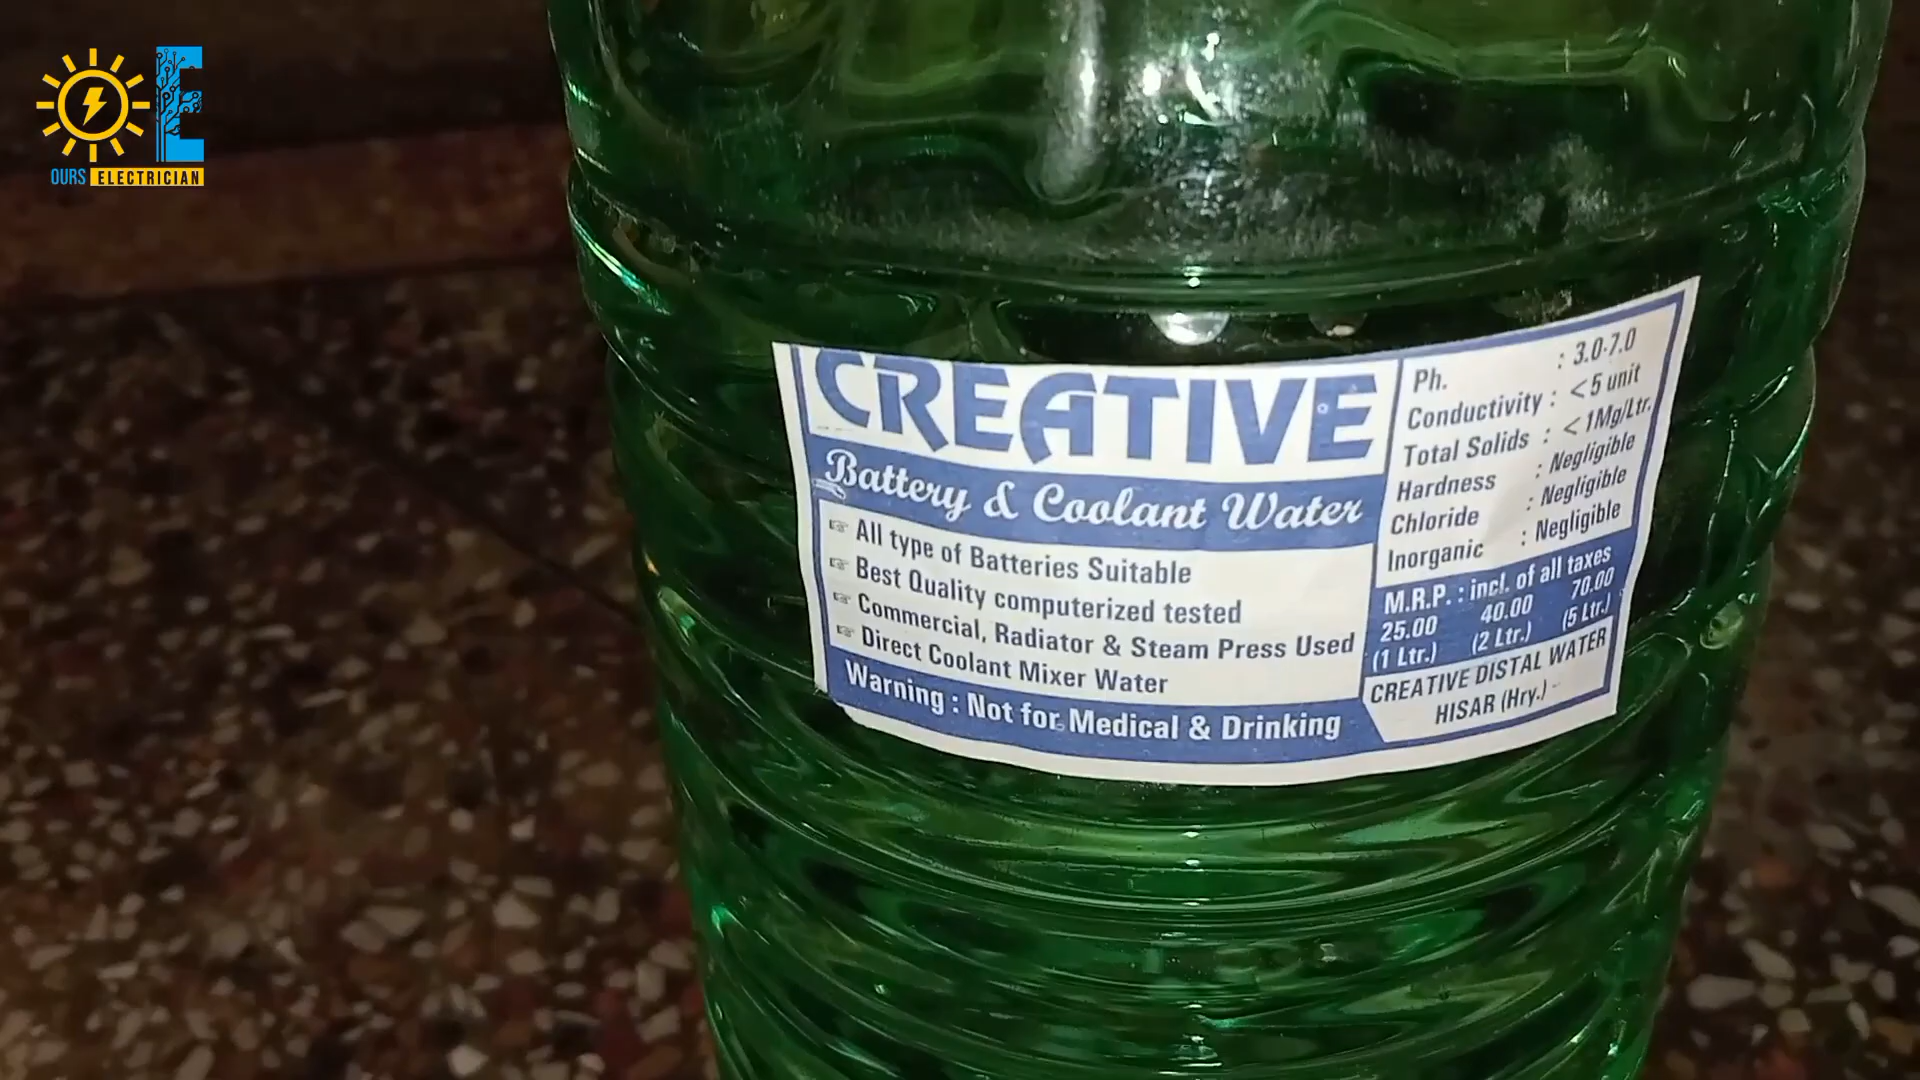 OURS ELECTRICIAN
CREATIVE
Battery & Coolant Water
☞ All type of Batteries Suitable
☞ Best Quality computerized tested
☞ Commercial, Radiator & Steam Press Used
☞ Direct Coolant Mixer Water
Warning : Not for Medical & Drinking
Ph. : 3.0-7.0
Conductivity : <5 unit
Total Solids : <1Mg/Ltr.
Hardness : Negligible
Chloride : Negligible
Inorganic : Negligible
M.R.P. : incl. of all taxes
25.00 40.00 70.00
(1 Ltr.) (2 Ltr.) (5 Ltr.)
CREATIVE DISTAL WATER
HISAR (Hry.)